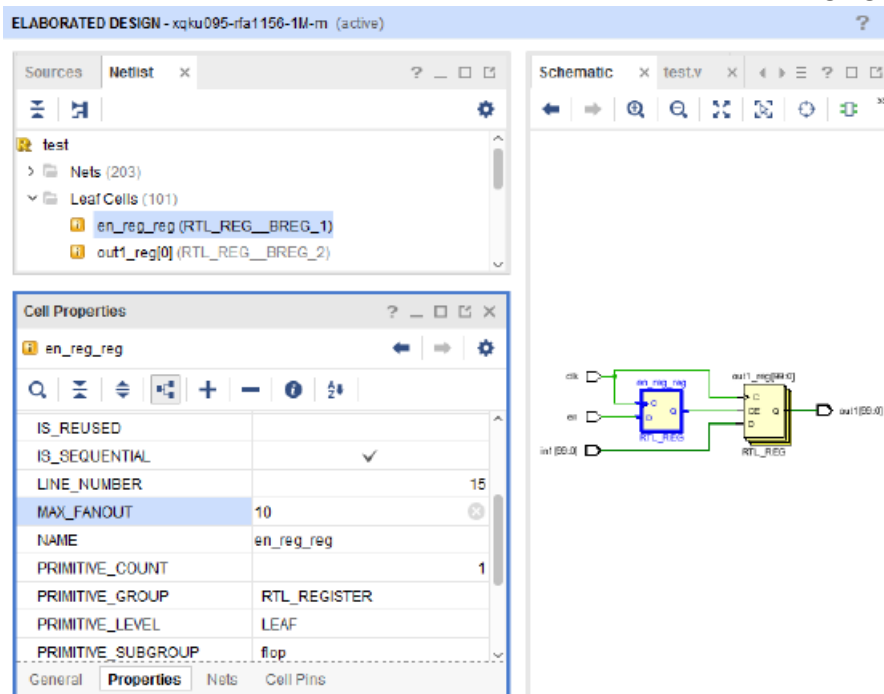 ELABORATED DESIGN - xqku095-rfa1156-1M-m (active)
?
Sources Netlist × ? _
test
Nets (203)
Leaf Cells (101)
en_reg_reg (RTL_REG__BREG_1)
out1_reg[0] (RTL_REG__BREG_2)
Cell Properties ? _ ×
en_reg_reg
IS_REUSED
IS_SEQUENTIAL ✓
LINE_NUMBER 15
MAX_FANOUT 10
NAME en_reg_reg
PRIMITIVE_COUNT 1
PRIMITIVE_GROUP RTL_REGISTER
PRIMITIVE_LEVEL LEAF
PRIMITIVE_SUBGROUP flop
General Properties Nets Cell Pins
Schematic × test.v × ?
»
clk
en_reg_reg
out1_reg[99:0]
C
C
en
D
Q
CE
Q
out1[99:0]
D
in1[99:0]
RTL_REG
RTL_REG